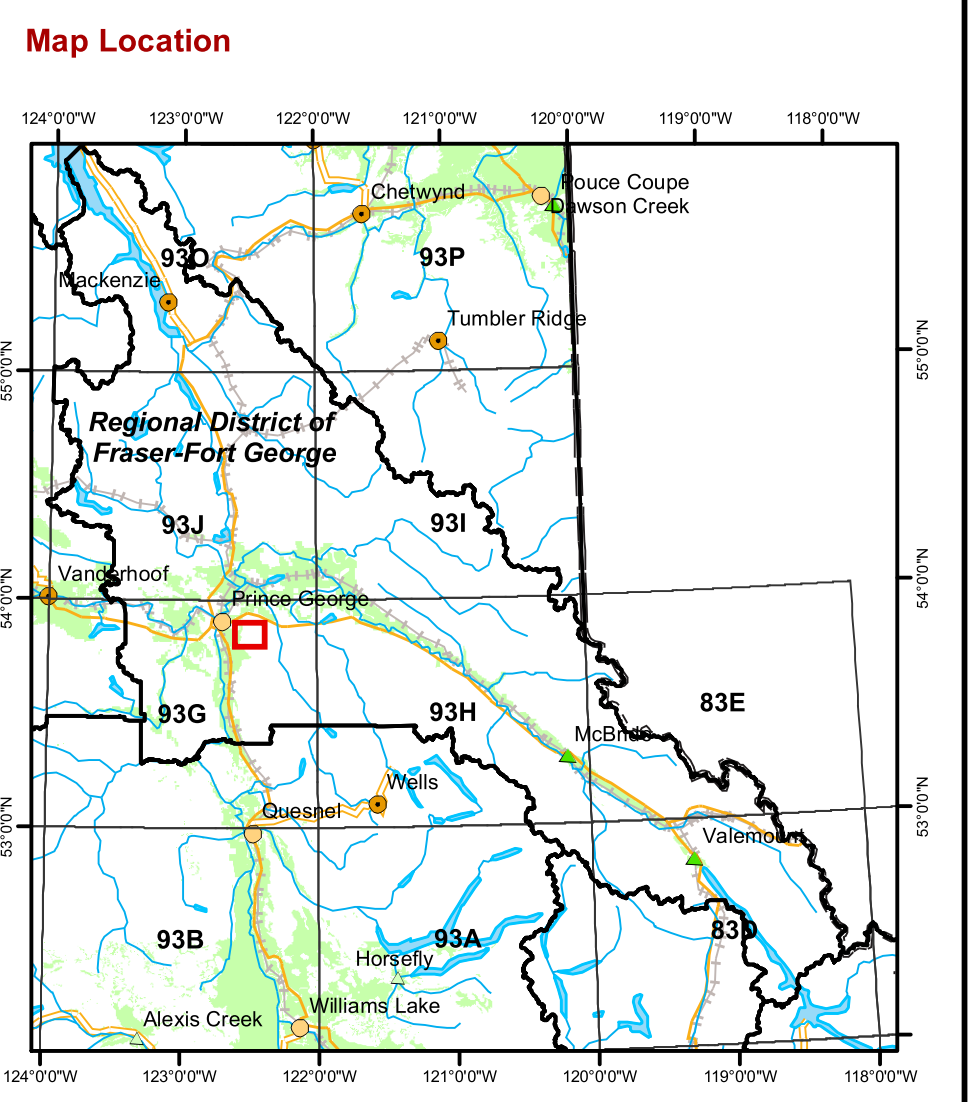 Map Location
124°0'0"W 123°0'0"W 122°0'0"W 121°0'0"W 120°0'0"W 119°0'0"W 118°0'0"W
Pouce Coupe
Chetwynd
Dawson Creek
93O 93P
Mackenzie
Tumbler Ridge
55°0'0"N 55°0'0"N
Regional District of
Fraser-Fort George
93J 93I
Vanderhoof
54°0'0"N 54°0'0"N
Prince George
83E
93G 93H
McBride
Wells
Quesnel
53°0'0"N 53°0'0"N
Valemount
83D
93B 93A
Horsefly
Williams Lake
Alexis Creek
124°0'0"W 123°0'0"W 122°0'0"W 121°0'0"W 120°0'0"W 119°0'0"W 118°0'0"W